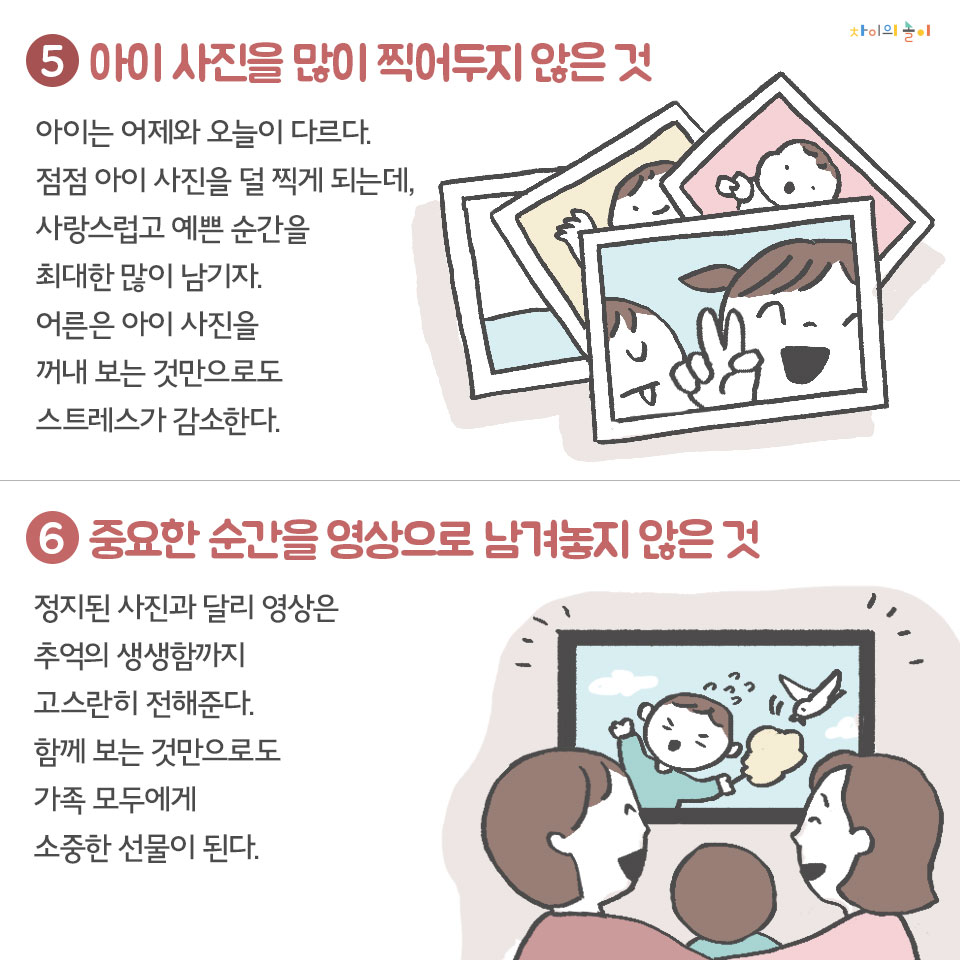 차이의 놀이
5 아이 사진을 많이 찍어두지 않은 것
아이는 어제와 오늘이 다르다.
점점 아이 사진을 덜 찍게 되는데,
사랑스럽고 예쁜 순간을
최대한 많이 남기자.
어른은 아이 사진을
꺼내 보는 것만으로도
스트레스가 감소한다.
6 중요한 순간을 영상으로 남겨놓지 않은 것
정지된 사진과 달리 영상은
추억의 생생함까지
고스란히 전해준다.
함께 보는 것만으로도
가족 모두에게
소중한 선물이 된다.